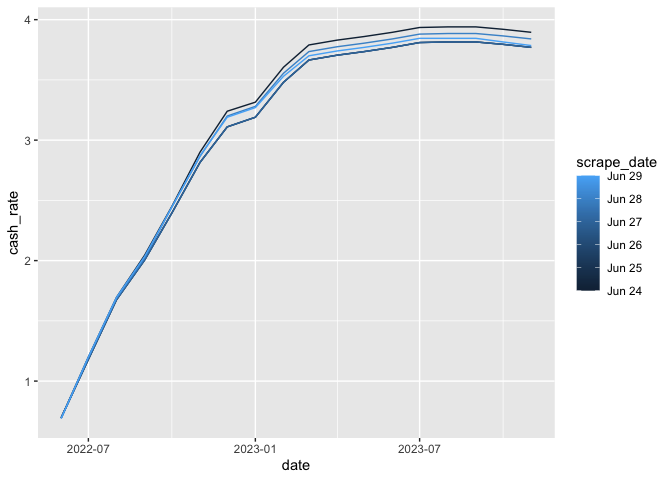 4
3
2
1
cash_rate
2022-07
2023-01
2023-07
date
scrape_date
Jun 29
Jun 28
Jun 27
Jun 26
Jun 25
Jun 24